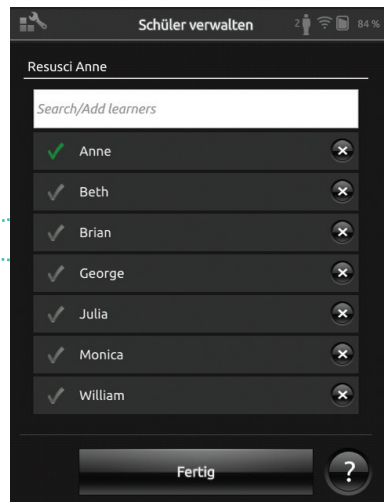 Schüler verwalten 2 84 %
Resusci Anne
Search/Add learners
Anne
Beth
Brian
George
Julia
Monica
William
Fertig
?